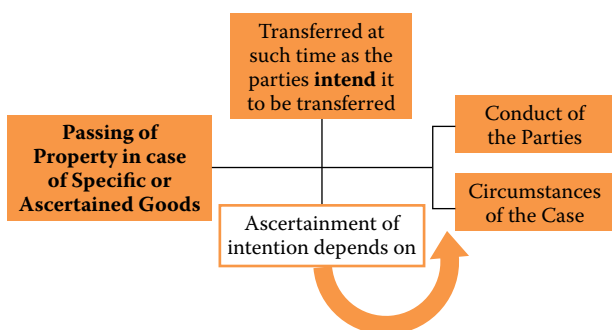 Transferred at
such time as the
parties intend it
to be transferred
Passing of
Property in case
of Specific or
Ascertained Goods
Conduct of
the Parties
Circumstances
of the Case
Ascertainment of
intention depends on